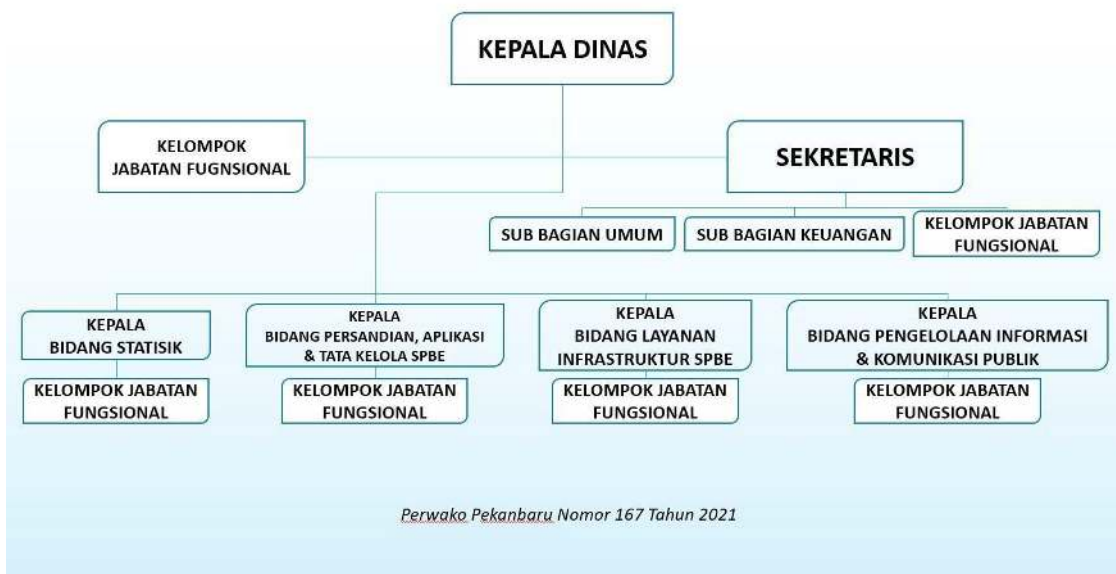 KEPALA DINAS
KELOMPOK
JABATAN FUGNSIONAL
SEKRETARIS
SUB BAGIAN UMUM
SUB BAGIAN KEUANGAN
KELOMPOK JABATAN
FUNGSIONAL
KEPALA
BIDANG STATISIK
KEPALA
BIDANG PERSANDIAN, APLIKASI
& TATA KELOLA SPBE
KEPALA
BIDANG LAYANAN
INFRASTRUKTUR SPBE
KEPALA
BIDANG PENGELOLAAN INFORMASI
& KOMUNIKASI PUBLIK
KELOMPOK JABATAN
FUNGSIONAL
KELOMPOK JABATAN
FUNGSIONAL
KELOMPOK JABATAN
FUNGSIONAL
KELOMPOK JABATAN
FUNGSIONAL
Perwako Pekanbaru Nomor 167 Tahun 2021